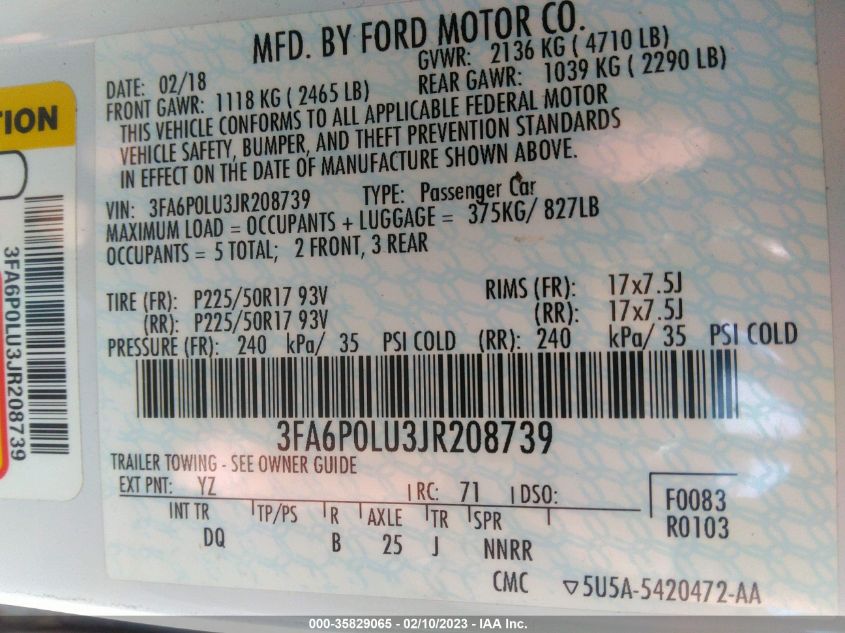 MFD. BY FORD MOTOR CO.
DATE: 02/18 GVWR: 2136 KG ( 4710 LB)
FRONT GAWR: 1118 KG ( 2465 LB) REAR GAWR: 1039 KG ( 2290 LB)
THIS VEHICLE CONFORMS TO ALL APPLICABLE FEDERAL MOTOR
VEHICLE SAFETY, BUMPER, AND THEFT PREVENTION STANDARDS
IN EFFECT ON THE DATE OF MANUFACTURE SHOWN ABOVE.
VIN: 3FA6P0LU3JR208739 TYPE: Passenger Car
MAXIMUM LOAD = OCCUPANTS + LUGGAGE = 375KG/ 827LB
OCCUPANTS = 5 TOTAL; 2 FRONT, 3 REAR
TIRE (FR): P225/50R17 93V RIMS (FR): 17x7.5J
(RR): P225/50R17 93V (RR): 17x7.5J
PRESSURE (FR): 240 kPa/ 35 PSI COLD (RR): 240 kPa/ 35 PSI COLD
3FA6P0LU3JR208739
TRAILER TOWING - SEE OWNER GUIDE
EXT PNT: YZ RC: 71 DSO:
F0083
R0103
INT TR TP/PS R AXLE TR SPR
DQ B 25 J NNRR
CMC ▽5U5A-5420472-AA
TION
3FA6P0LU3JR208739
000-35829065 - 02/10/2023 - IAA Inc.